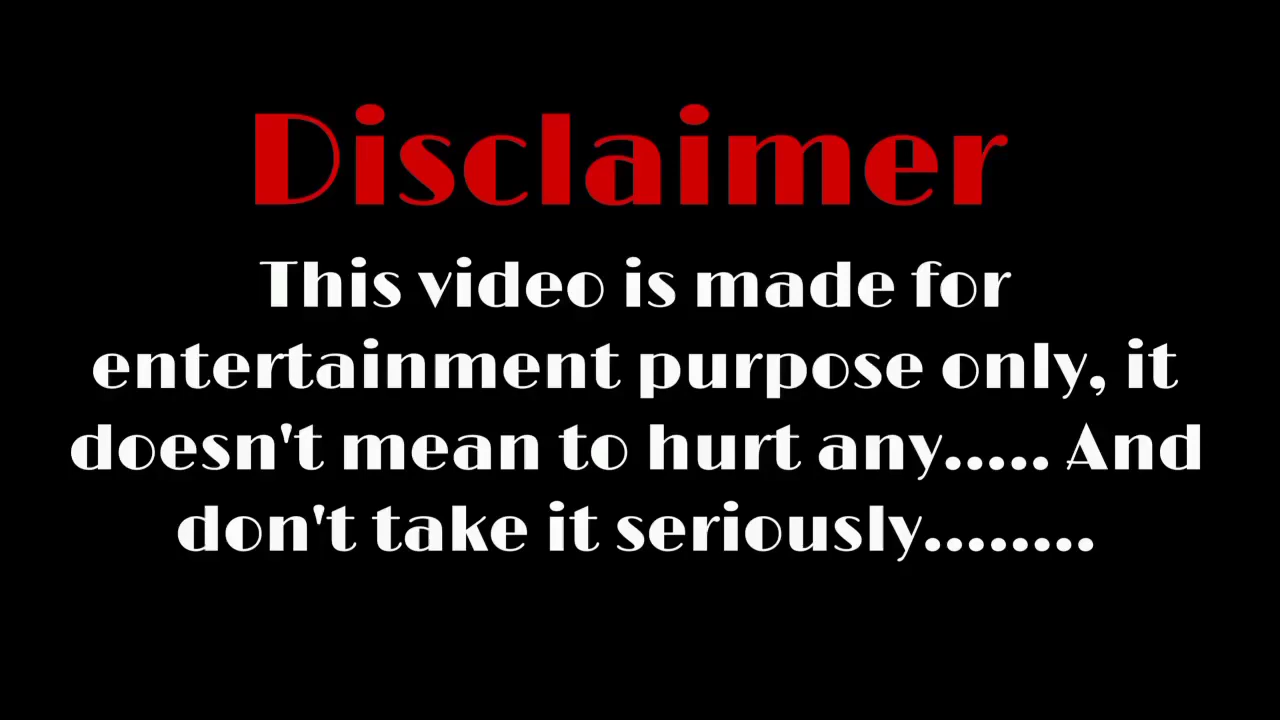 Disclaimer
This video is made for
entertainment purpose only, it
doesn't mean to hurt any..... And
don't take it seriously........